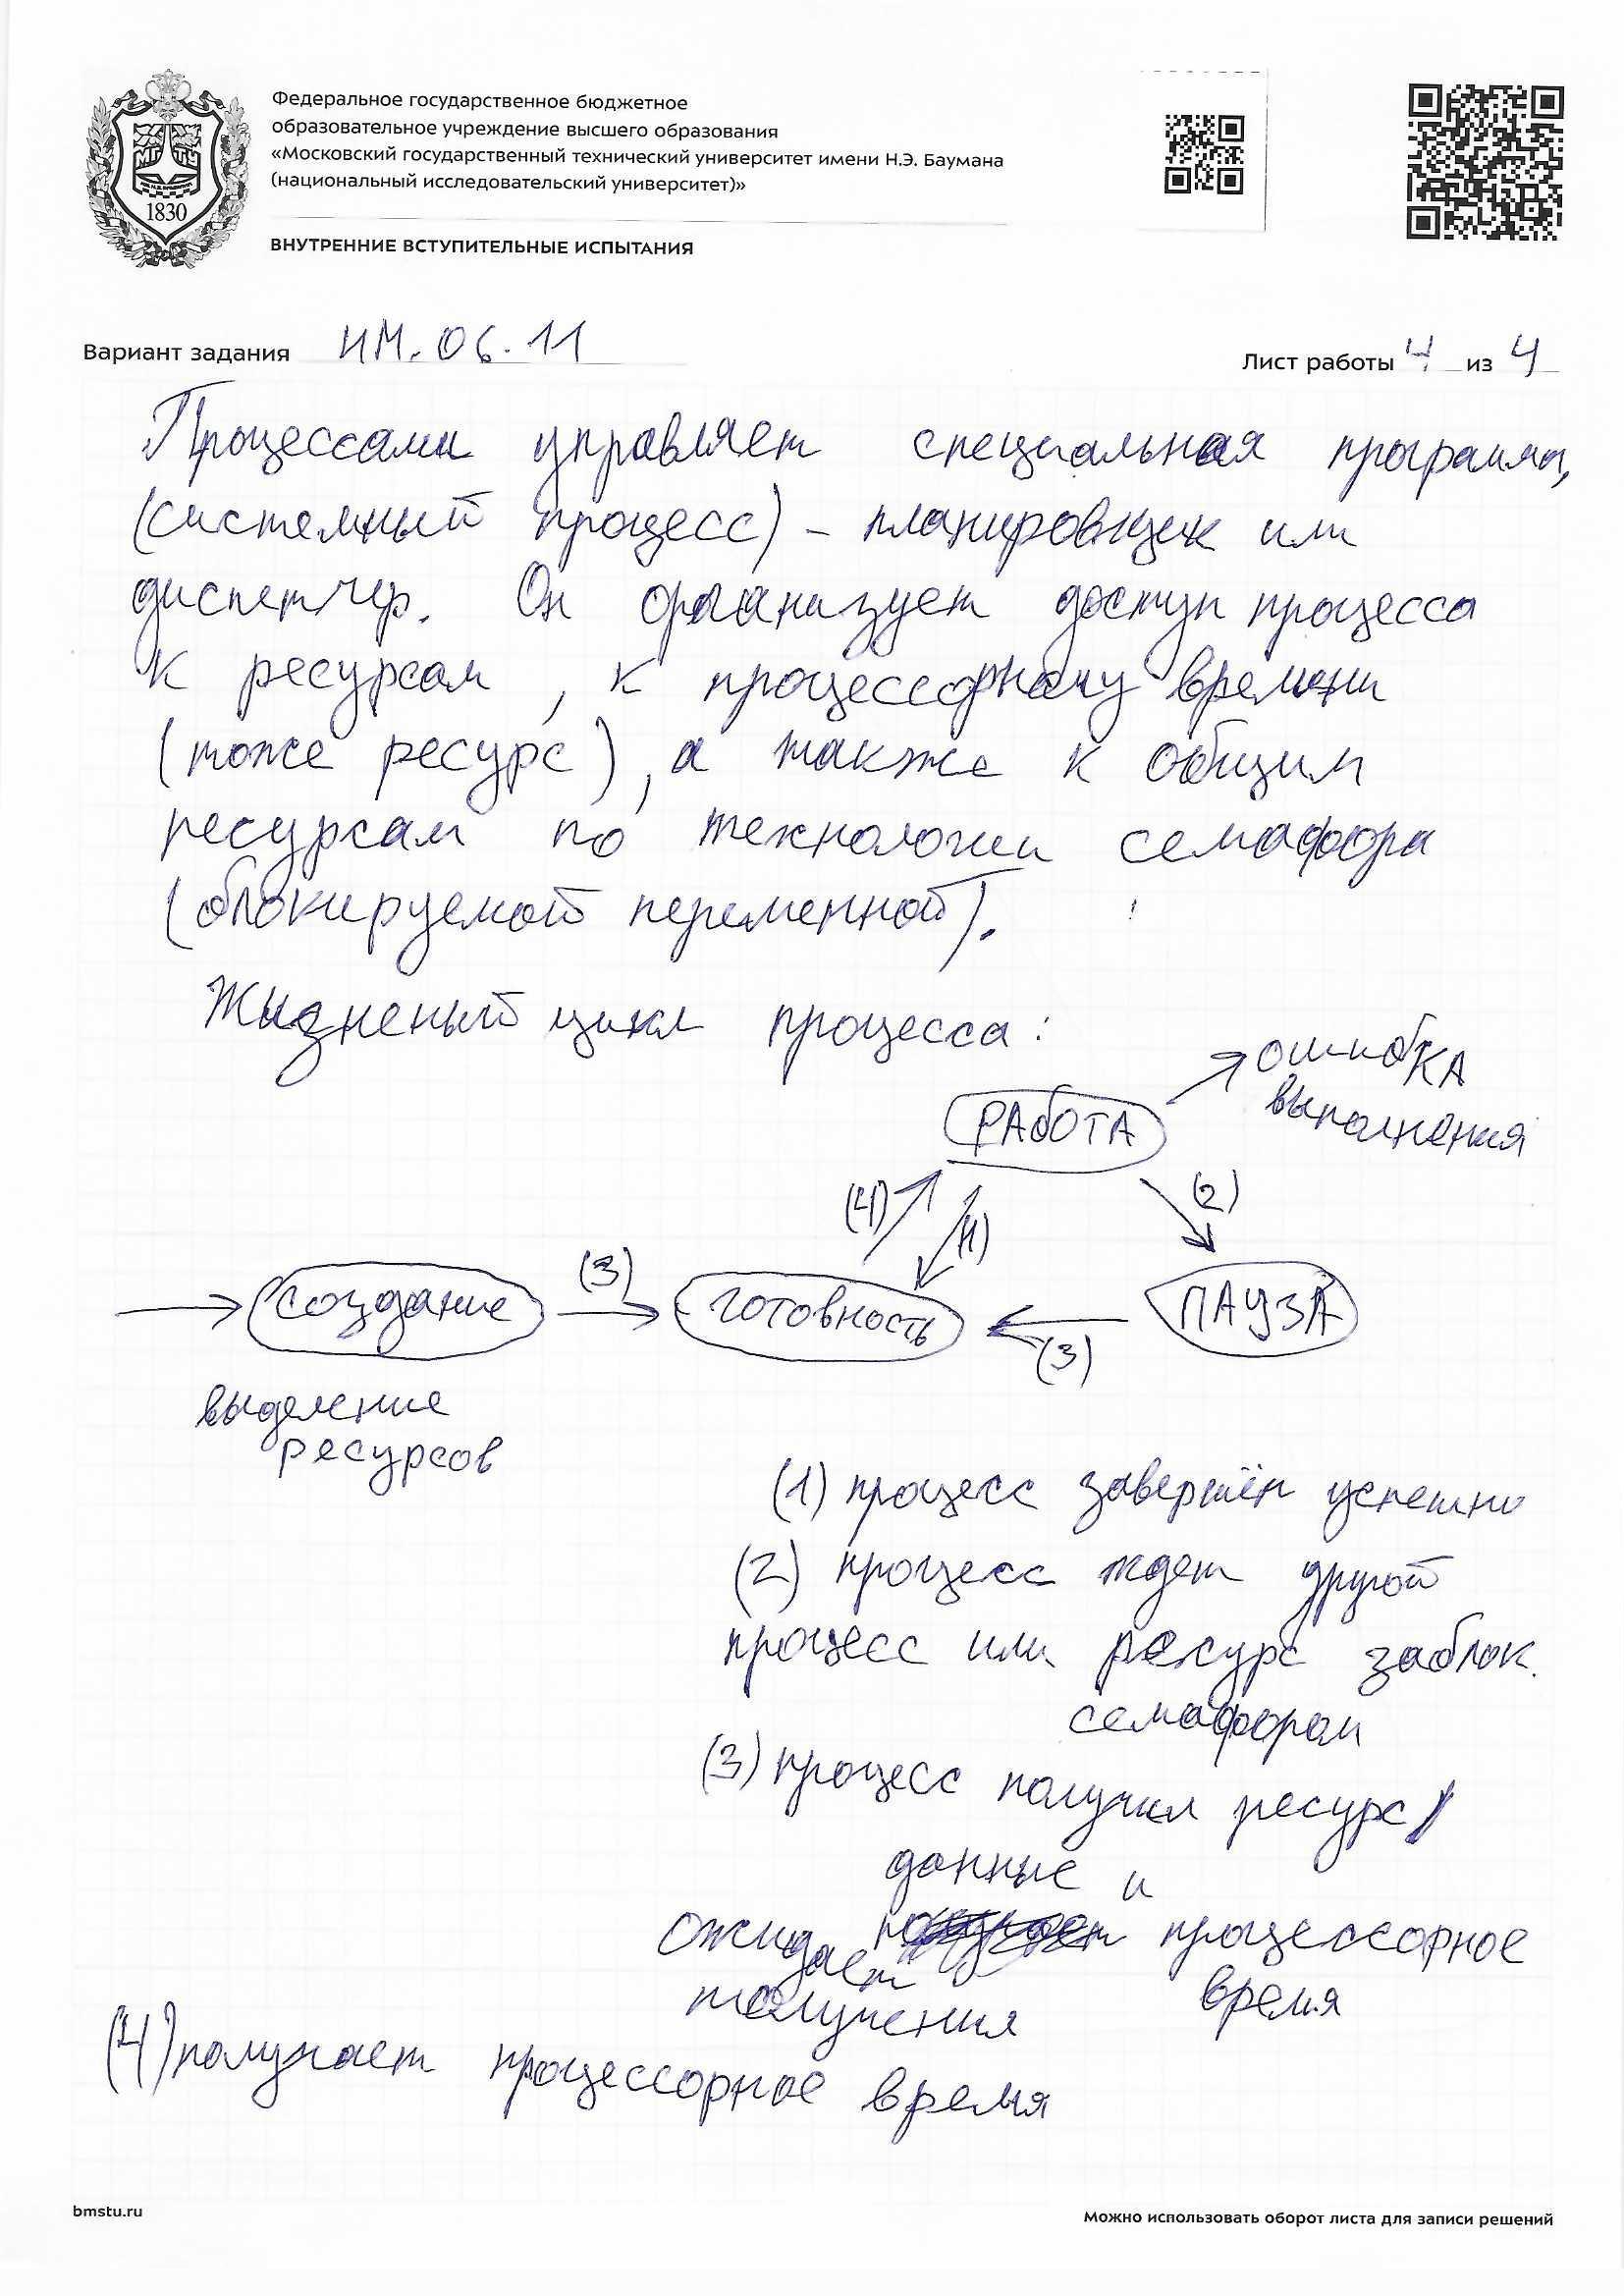 Федеральное государственное бюджетное
образовательное учреждение высшего образования
«Московский государственный технический университет имени Н.Э. Баумана
(национальный исследовательский университет)»
ВНУТРЕННИЕ ВСТУПИТЕЛЬНЫЕ ИСПЫТАНИЯ
1830
Вариант задания ИМ.06.11
Лист работы 4 из 4
Процессами управляет специальная программа,
(системный процесс) – планировщек или
диспетчер. Он организует доступ процесса
к ресурсам, к процессорному времени
(тоже ресурс), а также к общим
ресурсам по технологии семафора
(блокируемой переменной).
Жизненый цикл процесса:
ошибКА
выполнения
РАБОТА
(4)
(1)
(2)
создание
(3)
готовность
ПАУЗА
(3)
выделение
ресурсов
(1) процесс завершён успешно
(2) процесс ждет другой
процесс или ресурс заблок.
семафором
(3) процесс получил ресурс/
данные и
ожидает процессорное
получения время
(4) получает процессорное время
bmstu.ru
Можно использовать оборот листа для записи решений